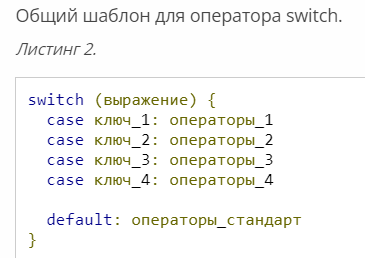 Общий шаблон для оператора switch.
Листинг 2.
switch (выражение) {
case ключ_1: операторы_1
case ключ_2: операторы_2
case ключ_3: операторы_3
case ключ_4: операторы_4
default: операторы_стандарт
}